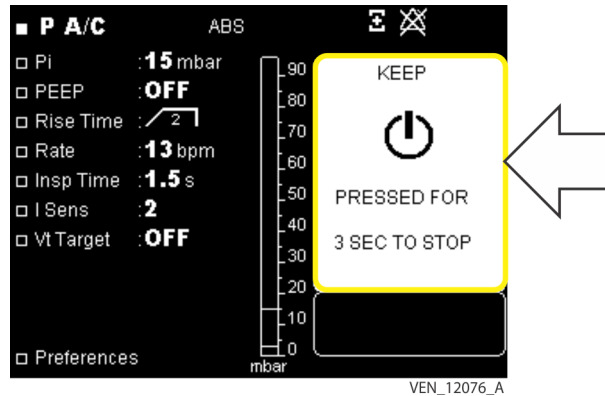 P A/C ABS
Pi :15 mbar
PEEP :OFF
Rise Time : 2
Rate :13 bpm
Insp Time :1.5 s
I Sens :2
Vt Target :OFF
Preferences
90
80
70
60
50
40
30
20
10
0
mbar
KEEP
PRESSED FOR
3 SEC TO STOP
VEN_12076_A